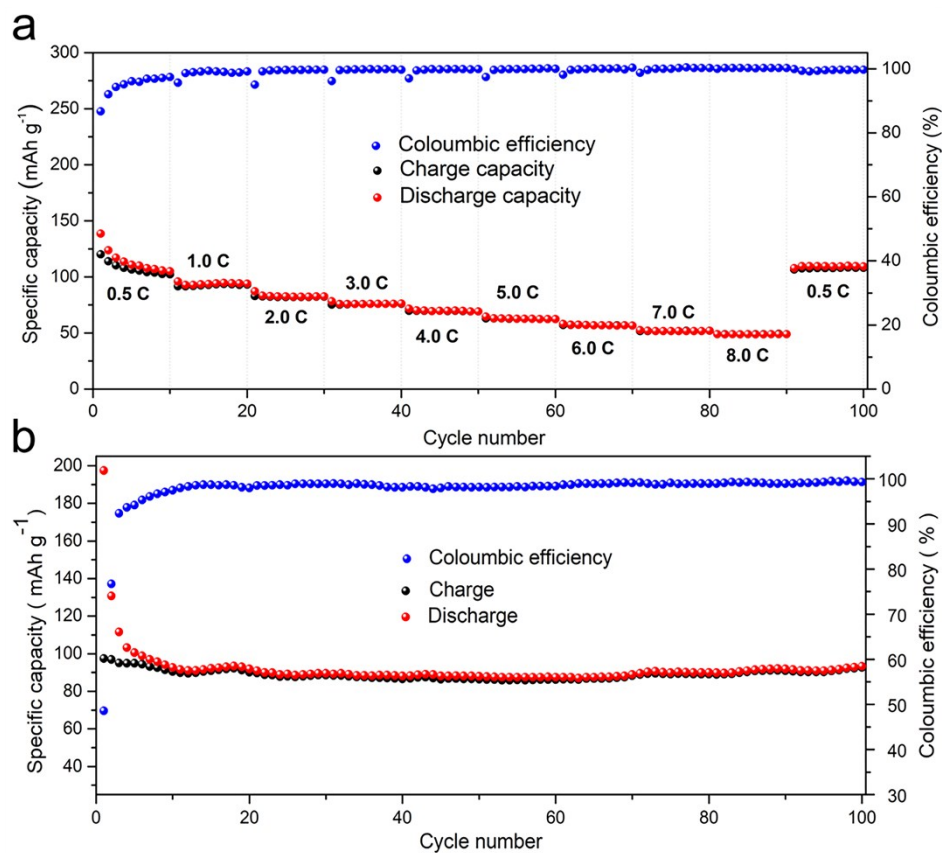 a
300
250
200
150
100
50
0
Specific capacity (mAh g⁻¹)
100
80
60
40
20
0
Coloumbic efficiency (%)
Coloumbic efficiency
Charge capacity
Discharge capacity
0.5 C
1.0 C
2.0 C
3.0 C
4.0 C
5.0 C
6.0 C
7.0 C
8.0 C
0.5 C
0 20 40 60 80 100
Cycle number
b
200
180
160
140
120
100
80
60
40
Specific capacity ( mAh g⁻¹)
100
90
80
70
60
50
40
30
Coloumbic efficiency ( %)
Coloumbic efficiency
Charge
Discharge
0 20 40 60 80 100
Cycle number